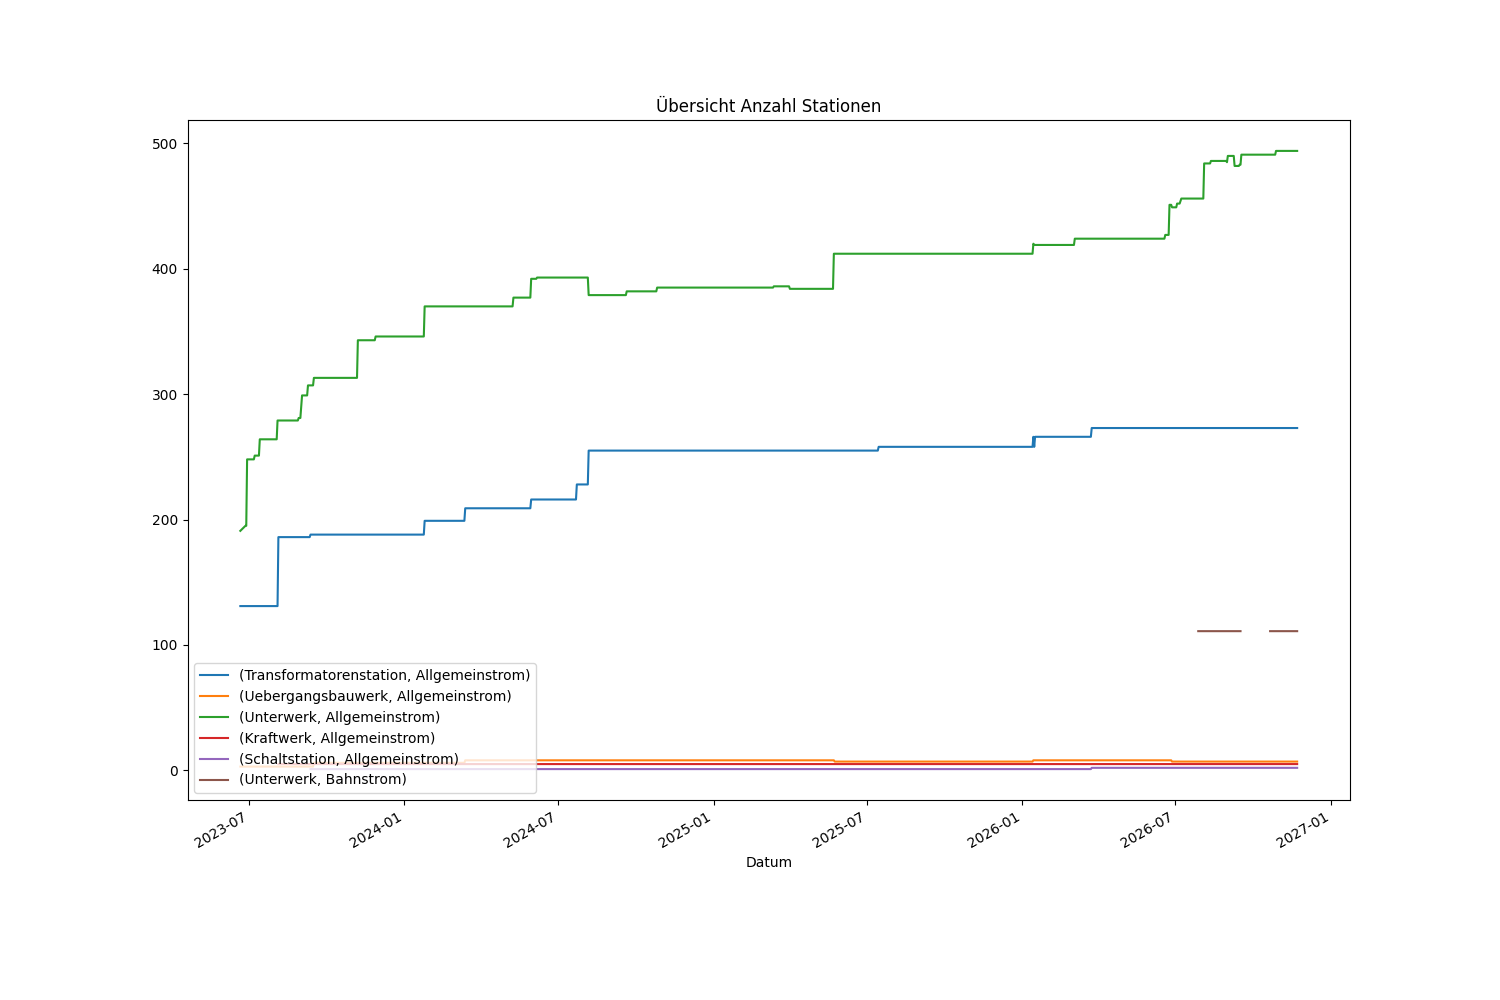 Übersicht Anzahl Stationen
500
400
300
200
100
0
(Transformatorenstation, Allgemeinstrom)
(Uebergangsbauwerk, Allgemeinstrom)
(Unterwerk, Allgemeinstrom)
(Kraftwerk, Allgemeinstrom)
(Schaltstation, Allgemeinstrom)
(Unterwerk, Bahnstrom)
2023-07
2024-01
2024-07
2025-01
2025-07
2026-01
2026-07
2027-01
Datum